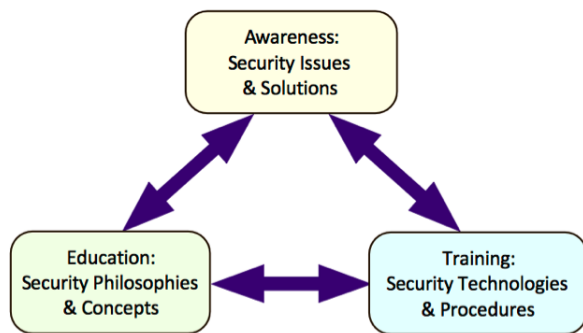 Awareness:
Security Issues
& Solutions
Education:
Security Philosophies
& Concepts
Training:
Security Technologies
& Procedures